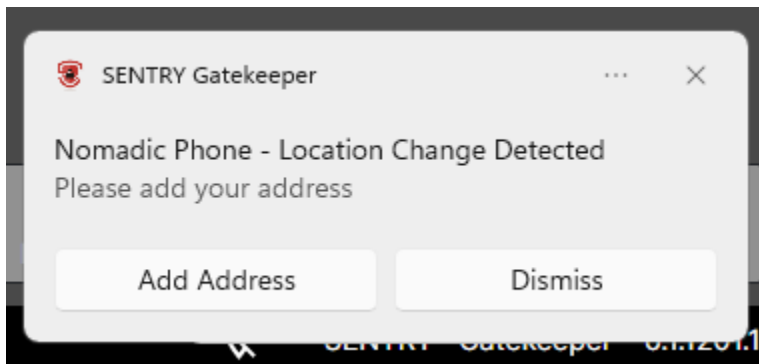 SENTRY Gatekeeper
Nomadic Phone - Location Change Detected
Please add your address
Add Address
Dismiss
SENTRY Gatekeeper